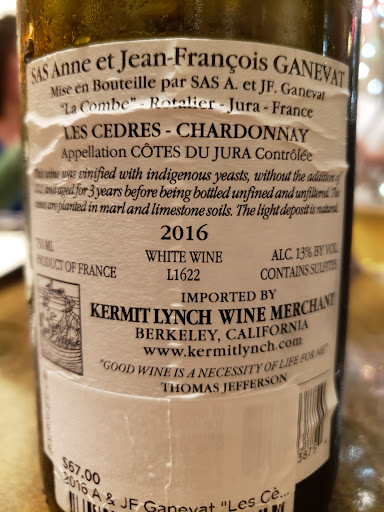 SAS Anne et Jean-François GANEVAT
Mise en Bouteille par SAS A. et JF. Ganevat
"La Combe" - Rotalier - Jura - France
LES CEDRES - CHARDONNAY
Appellation CÔTES DU JURA Contrôlée
This wine was vinified with indigenous yeasts, without the addition of
and aged for 3 years before being bottled unfined and unfiltered. The
vines are planted in marl and limestone soils. The light deposit is natural.
2016
750 ML WHITE WINE ALC. 13% BY VOL
PRODUCT OF FRANCE L1622 CONTAINS SULFITES
IMPORTED BY
KERMIT LYNCH WINE MERCHANT
BERKELEY, CALIFORNIA
www.kermitlynch.com
"GOOD WINE IS A NECESSITY OF LIFE FOR ME"
THOMAS JEFFERSON
$67.00
2016 A & JF Ganevat "Les Cè...